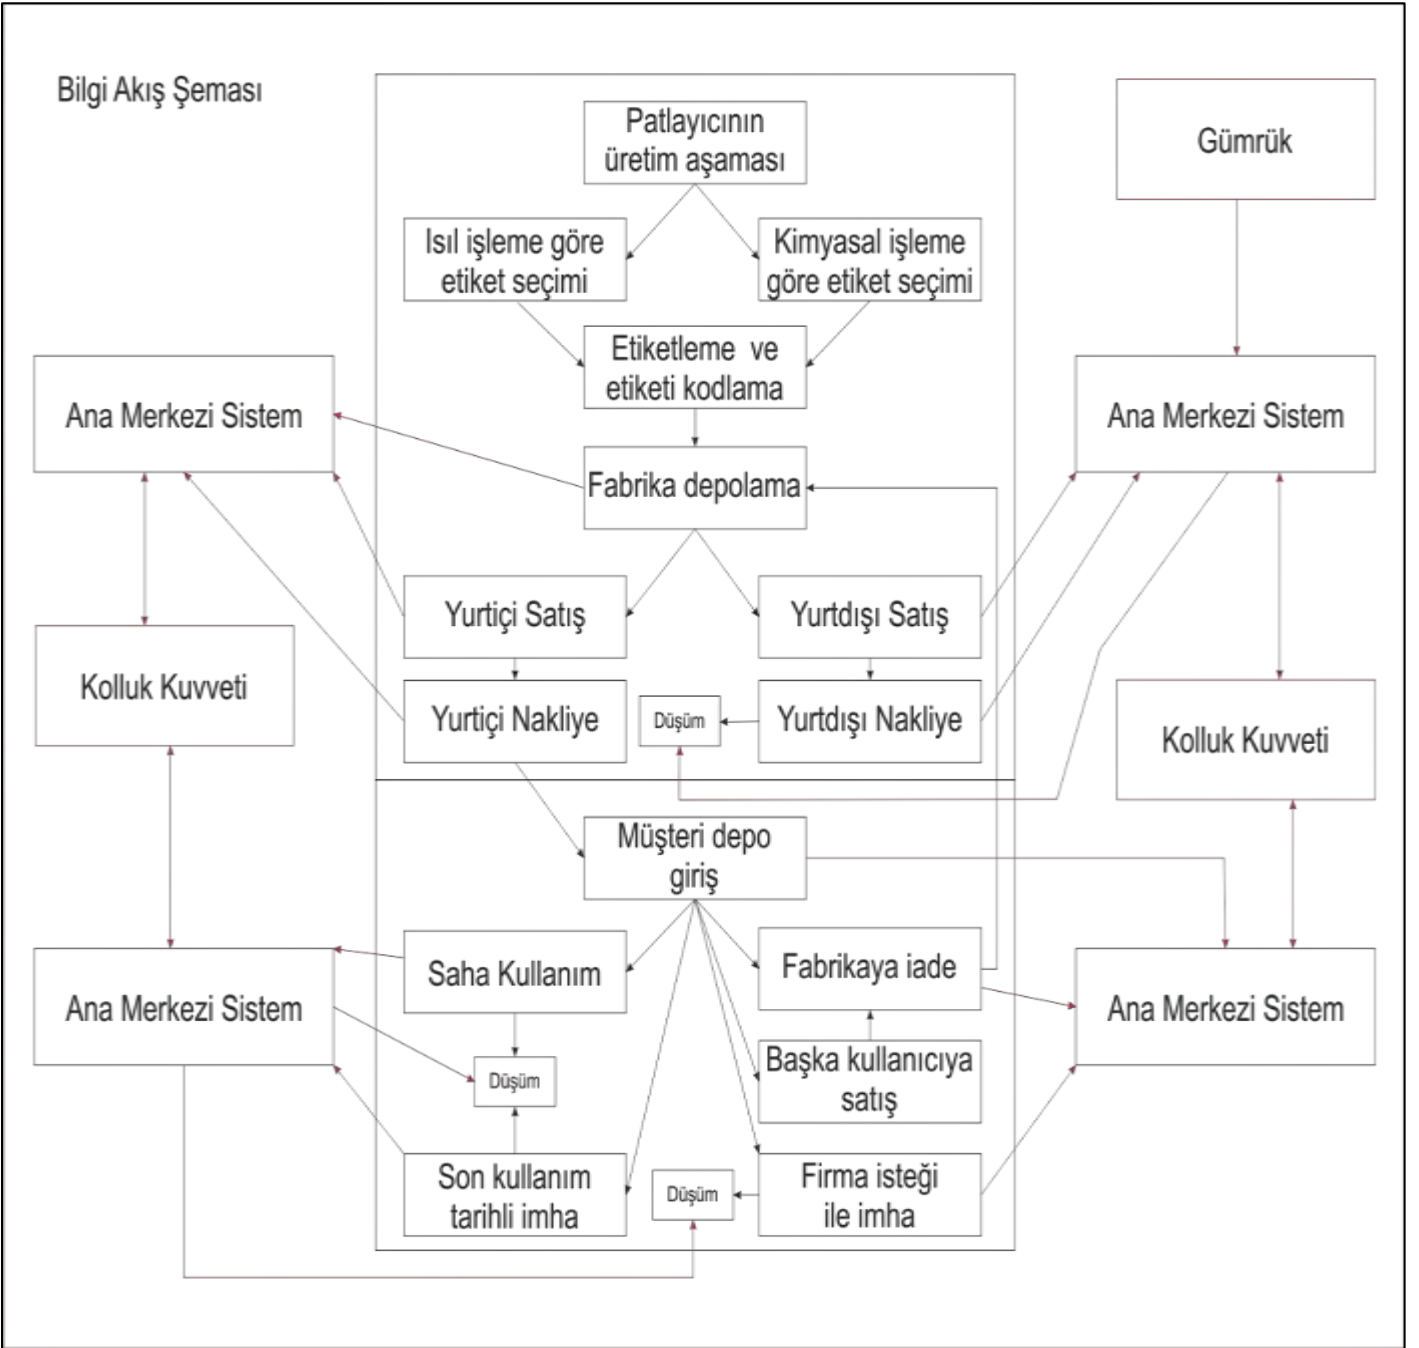 Bilgi Akış Şeması
Patlayıcının
üretim aşaması
Gümrük
Isıl işleme göre
etiket seçimi
Kimyasal işleme
göre etiket seçimi
Etiketleme ve
etiketi kodlama
Ana Merkezi Sistem
Ana Merkezi Sistem
Fabrika depolama
Yurtiçi Satış
Yurtdışı Satış
Kolluk Kuvveti
Yurtiçi Nakliye
Düşüm
Yurtdışı Nakliye
Kolluk Kuvveti
Müşteri depo
giriş
Saha Kullanım
Fabrikaya iade
Ana Merkezi Sistem
Ana Merkezi Sistem
Düşüm
Başka kullanıcıya
satış
Son kullanım
tarihli imha
Düşüm
Firma isteği
ile imha